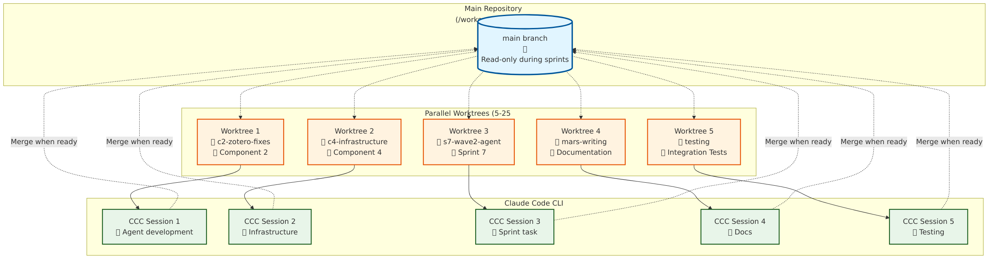 Main Repository
(/works
main branch
Read-only during sprints
Parallel Worktrees (5-25
Worktree 1
c2-zotero-fixes
Component 2
Worktree 2
c4-infrastructure
Component 4
Worktree 3
s7-wave2-agent
Sprint 7
Worktree 4
mars-writing
Documentation
Worktree 5
testing
Integration Tests
Merge when ready
Merge when ready
Merge when ready
Merge when ready
Merge when ready
Claude Code CLI
CCC Session 1
Agent development
CCC Session 2
Infrastructure
CCC Session 3
Sprint task
CCC Session 4
Docs
CCC Session 5
Testing